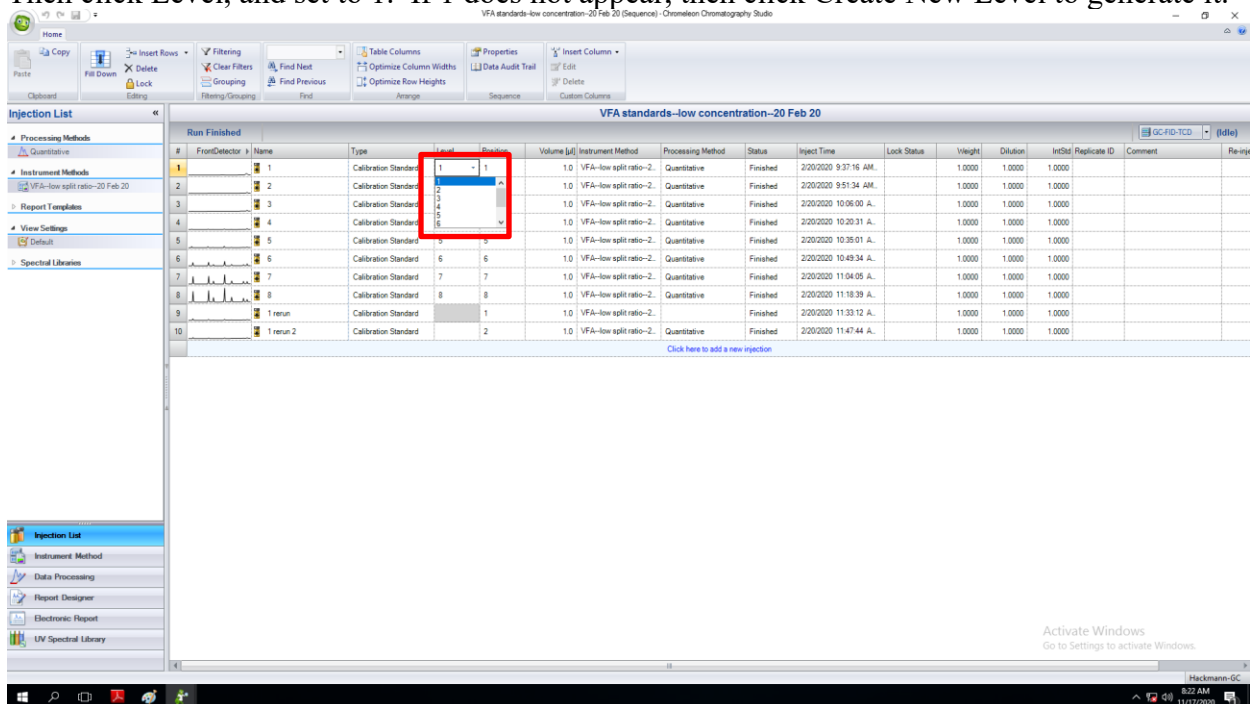 Then click Level, and set to 1. If 1 does not appear, then click Create New Level to generate it.
VFA standards--low concentration--20 Feb 20 (Sequence) - Chromeleon Chromatography Studio
Home
Paste
Copy
Clipboard
Fill Down
Insert Rows
Delete
Lock
Editing
Filtering
Clear Filters
Grouping
Filtering/Grouping
Find Next
Find Previous
Find
Table Columns
Optimize Column Widths
Optimize Row Heights
Arrange
Properties
Data Audit Trail
Sequence
Insert Column
Edit
Delete
Custom Columns
Injection List «
Processing Methods
Quantitative
Instrument Methods
VFA--low split ratio--20 Feb 20
Report Templates
View Settings
Default
Spectral Libraries
VFA standards--low concentration--20 Feb 20
Run Finished GC-FID-TCD (Idle)
# FrontDetector Name Type Level Position Volume [µl] Instrument Method Processing Method Status Inject Time Lock Status Weight Dilution IntStd Replicate ID Comment Re-inje
1 1 Calibration Standard 1 1 1.0 VFA--low split ratio--2... Quantitative Finished 2/20/2020 9:37:16 AM... 1.0000 1.0000 1.0000
2 2 Calibration Standard 1.0 VFA--low split ratio--2... Quantitative Finished 2/20/2020 9:51:34 AM... 1.0000 1.0000 1.0000
3 3 Calibration Standard 1.0 VFA--low split ratio--2... Quantitative Finished 2/20/2020 10:06:00 A... 1.0000 1.0000 1.0000
4 4 Calibration Standard 1.0 VFA--low split ratio--2... Quantitative Finished 2/20/2020 10:20:31 A... 1.0000 1.0000 1.0000
1
2
3
4
5
6
5 5 Calibration Standard 5 5 1.0 VFA--low split ratio--2... Quantitative Finished 2/20/2020 10:35:01 A... 1.0000 1.0000 1.0000
6 6 Calibration Standard 6 6 1.0 VFA--low split ratio--2... Quantitative Finished 2/20/2020 10:49:34 A... 1.0000 1.0000 1.0000
7 7 Calibration Standard 7 7 1.0 VFA--low split ratio--2... Quantitative Finished 2/20/2020 11:04:05 A... 1.0000 1.0000 1.0000
8 8 Calibration Standard 8 8 1.0 VFA--low split ratio--2... Quantitative Finished 2/20/2020 11:18:39 A... 1.0000 1.0000 1.0000
9 1 rerun Calibration Standard 1 1.0 VFA--low split ratio--2... Finished 2/20/2020 11:33:12 A... 1.0000 1.0000 1.0000
10 1 rerun 2 Calibration Standard 2 1.0 VFA--low split ratio--2... Quantitative Finished 2/20/2020 11:47:44 A... 1.0000 1.0000 1.0000
Click here to add a new injection
Injection List
Instrument Method
Data Processing
Report Designer
Electronic Report
UV Spectral Library
Activate Windows
Go to Settings to activate Windows.
Hackmann-GC
8:22 AM
11/17/2020